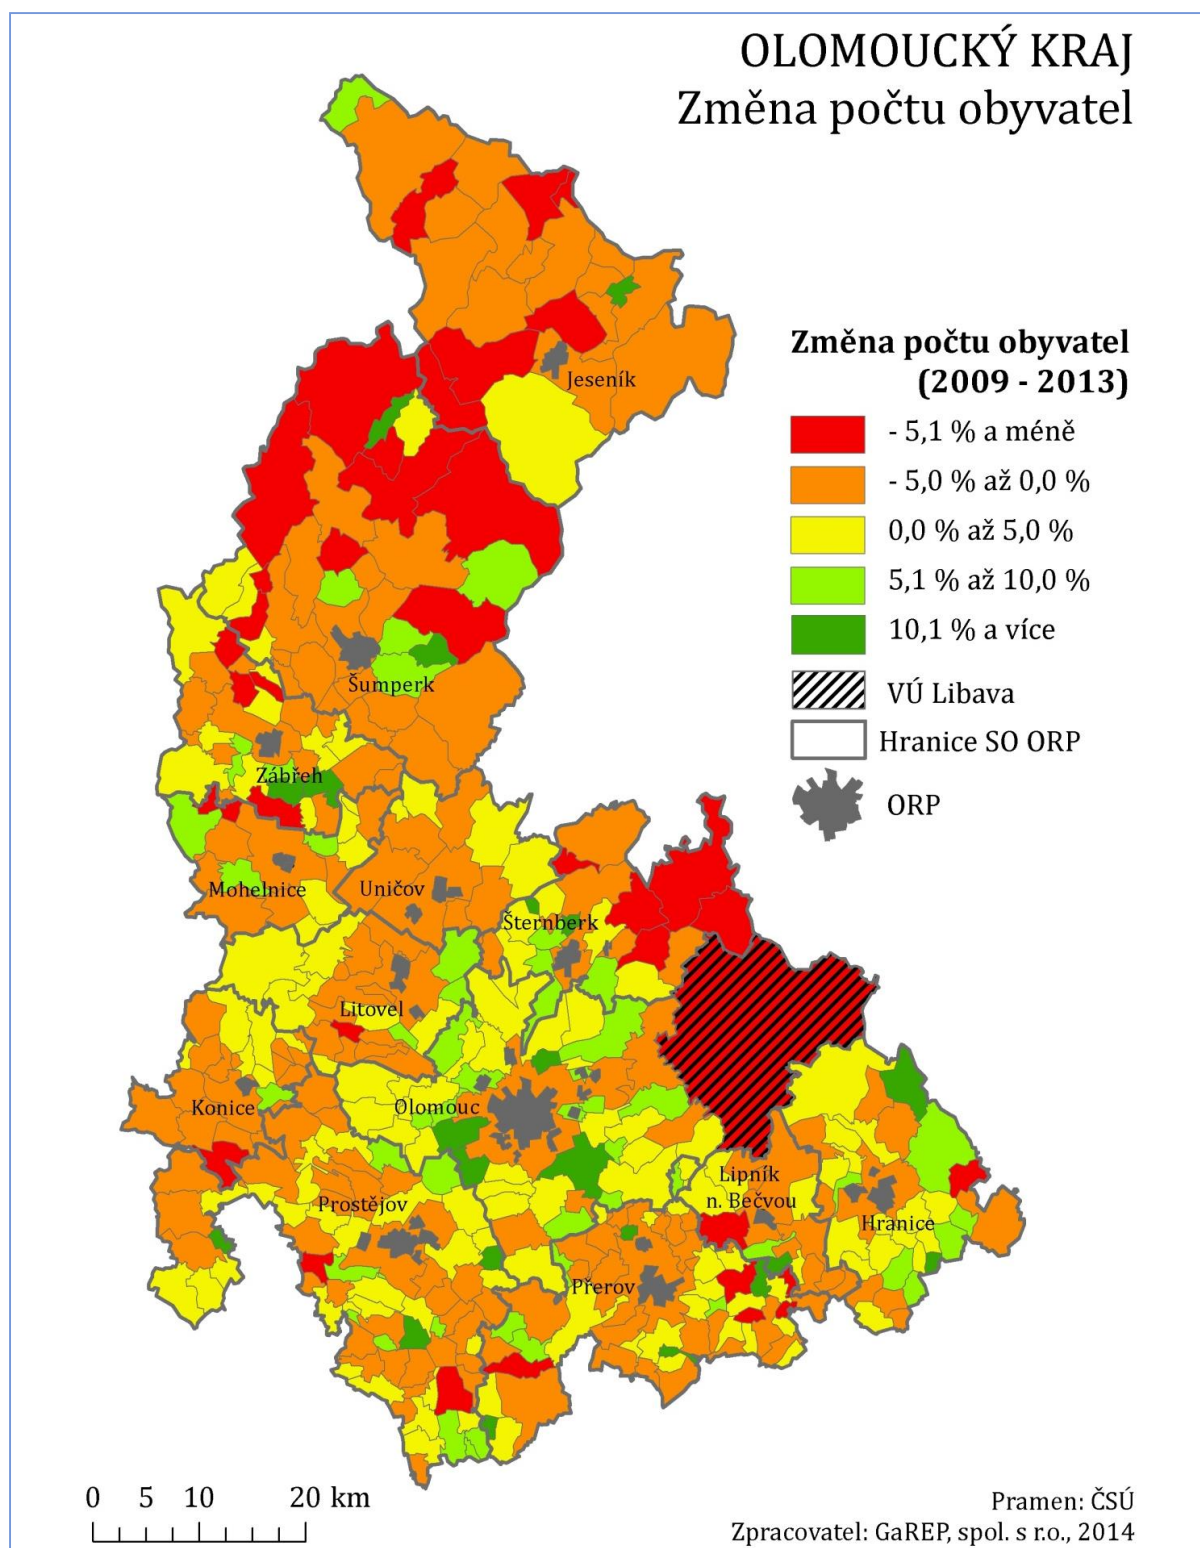 OLOMOUCKÝ KRAJ
Změna počtu obyvatel
Změna počtu obyvatel
(2009 - 2013)
- 5,1 % a méně
- 5,0 % až 0,0 %
0,0 % až 5,0 %
5,1 % až 10,0 %
10,1 % a více
VÚ Libava
Hranice SO ORP
ORP
Jeseník
Šumperk
Zábřeh
Mohelnice
Uničov
Šternberk
Litovel
Konice
Olomouc
Lipník
n. Bečvou
Prostějov
Hranice
Přerov
0 5 10 20 km
Pramen: ČSÚ
Zpracovatel: GaREP, spol. s r.o., 2014